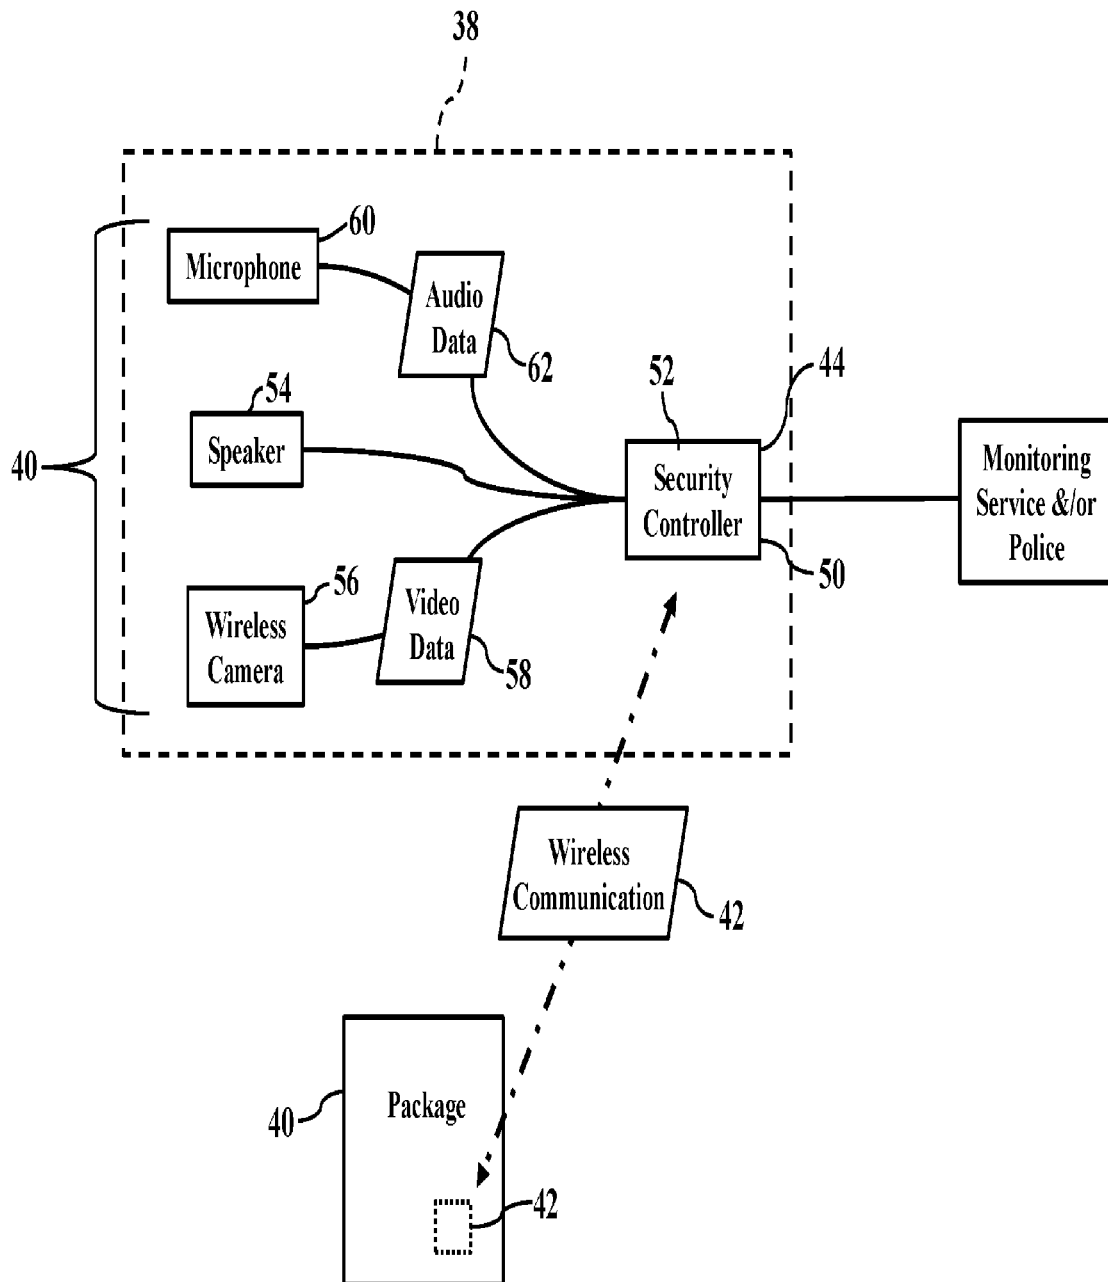 38
60
Microphone
Audio
Data
62
54
Speaker
40
52
44
Security
Controller
50
Monitoring
Service &/or
Police
56
Wireless
Camera
Video
Data
58
Wireless
Communication
42
Package
40
42